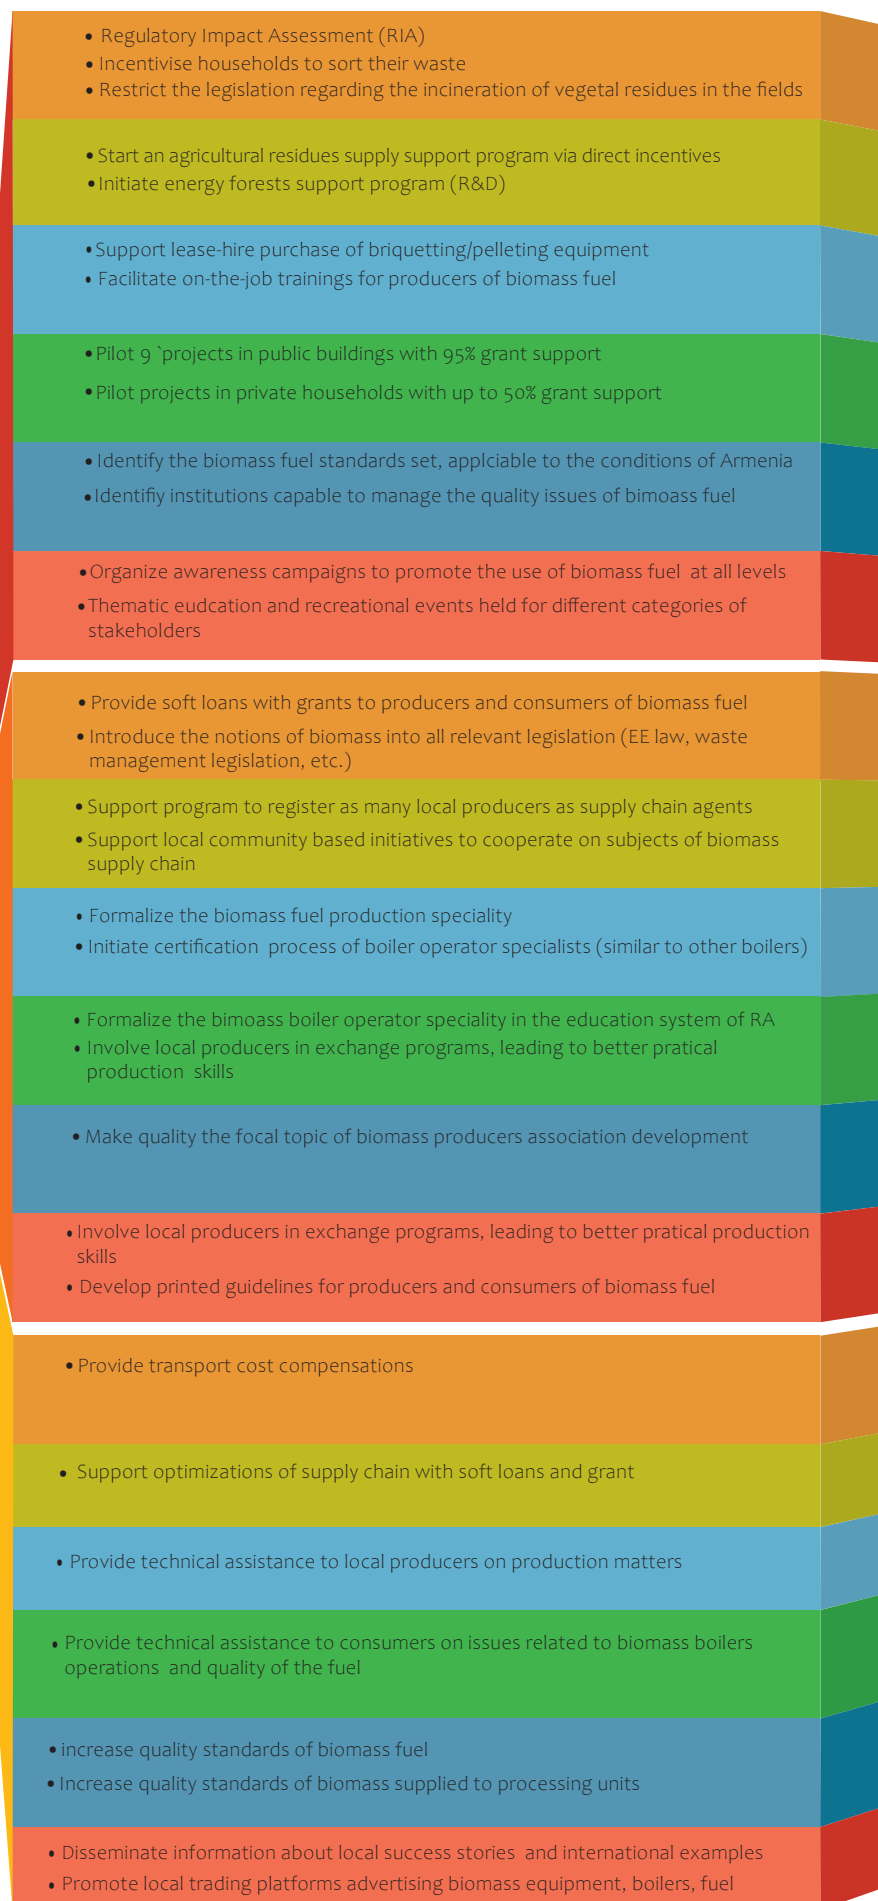 • Regulatory Impact Assessment (RIA)
• Incentivise households to sort their waste
• Restrict the legislation regarding the incineration of vegetal residues in the fields
• Start an agricultural residues supply support program via direct incentives
• Initiate energy forests support program (R&D)
• Support lease-hire purchase of briquetting/pelleting equipment
• Facilitate on-the-job trainings for producers of biomass fuel
• Pilot 9 `projects in public buildings with 95% grant support
• Pilot projects in private households with up to 50% grant support
• Identify the biomass fuel standards set, applciable to the conditions of Armenia
• Identifiy institutions capable to manage the quality issues of bimoass fuel
• Organize awareness campaigns to promote the use of biomass fuel at all levels
• Thematic eudcation and recreational events held for different categories of
stakeholders
• Provide soft loans with grants to producers and consumers of biomass fuel
• Introduce the notions of biomass into all relevant legislation (EE law, waste
management legislation, etc.)
• Support program to register as many local producers as supply chain agents
• Support local community based initiatives to cooperate on subjects of biomass
supply chain
• Formalize the biomass fuel production speciality
• Initiate certification process of boiler operator specialists (similar to other boilers)
• Formalize the bimoass boiler operator speciality in the education system of RA
• Involve local producers in exchange programs, leading to better pratical
production skills
• Make quality the focal topic of biomass producers association development
• Involve local producers in exchange programs, leading to better pratical production
skills
• Develop printed guidelines for producers and consumers of biomass fuel
• Provide transport cost compensations
• Support optimizations of supply chain with soft loans and grant
• Provide technical assistance to local producers on production matters
• Provide technical assistance to consumers on issues related to biomass boilers
operations and quality of the fuel
• increase quality standards of biomass fuel
• Increase quality standards of biomass supplied to processing units
• Disseminate information about local success stories and international examples
• Promote local trading platforms advertising biomass equipment, boilers, fuel